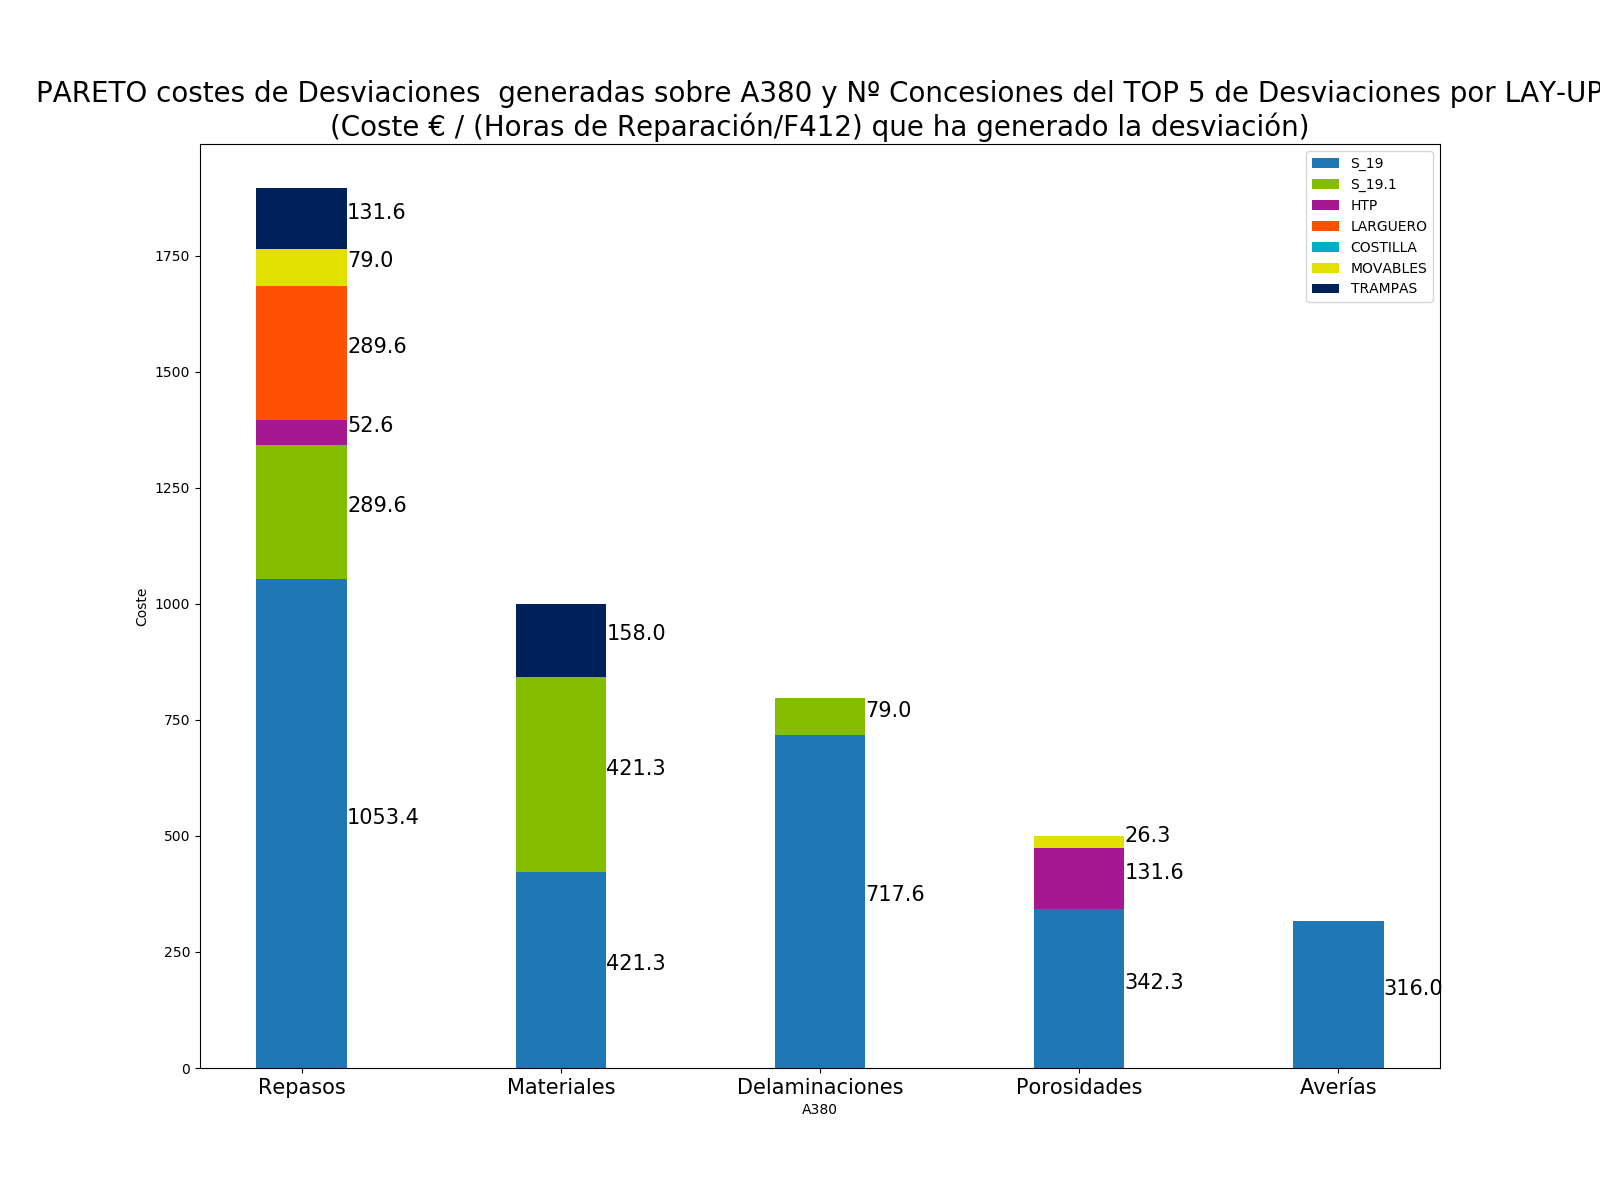 PARETO costes de Desviaciones  generadas sobre A380 y Nº Concesiones del TOP 5 de Desviaciones por LAY-UP
(Coste € / (Horas de Reparación/F412) que ha generado la desviación)
S_19
S_19.1
HTP
LARGUERO
COSTILLA
MOVABLES
TRAMPAS
131.6
79.0
289.6
52.6
289.6
1053.4
158.0
421.3
421.3
79.0
717.6
26.3
131.6
342.3
316.0
1750
1500
1250
1000
750
500
250
0
Coste
Repasos Materiales Delaminaciones Porosidades Averías
A380